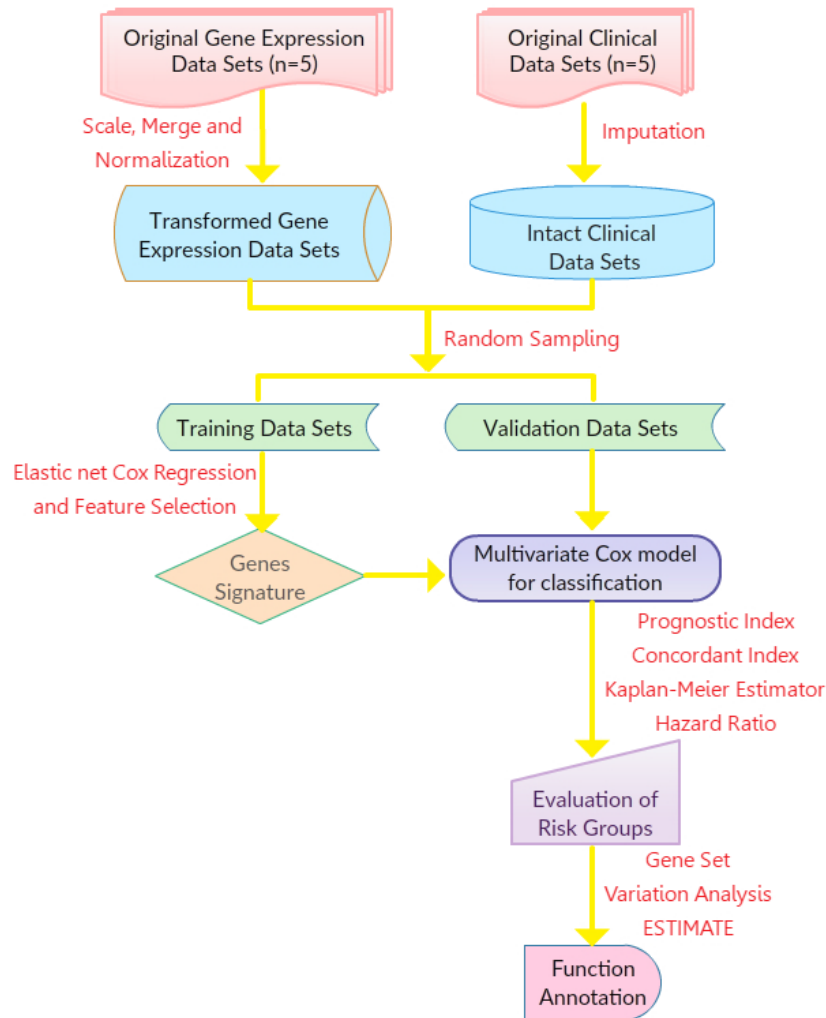 Original Gene Expression
Data Sets (n=5)
Original Clinical
Data Sets (n=5)
Scale, Merge and
Normalization
Imputation
Transformed Gene
Expression Data Sets
Intact Clinical
Data Sets
Random Sampling
Training Data Sets
Validation Data Sets
Elastic net Cox Regression
and Feature Selection
Genes
Signature
Multivariate Cox model
for classification
Prognostic Index
Concordant Index
Kaplan-Meier Estimator
Hazard Ratio
Evaluation of
Risk Groups
Gene Set
Variation Analysis
ESTIMATE
Function
Annotation